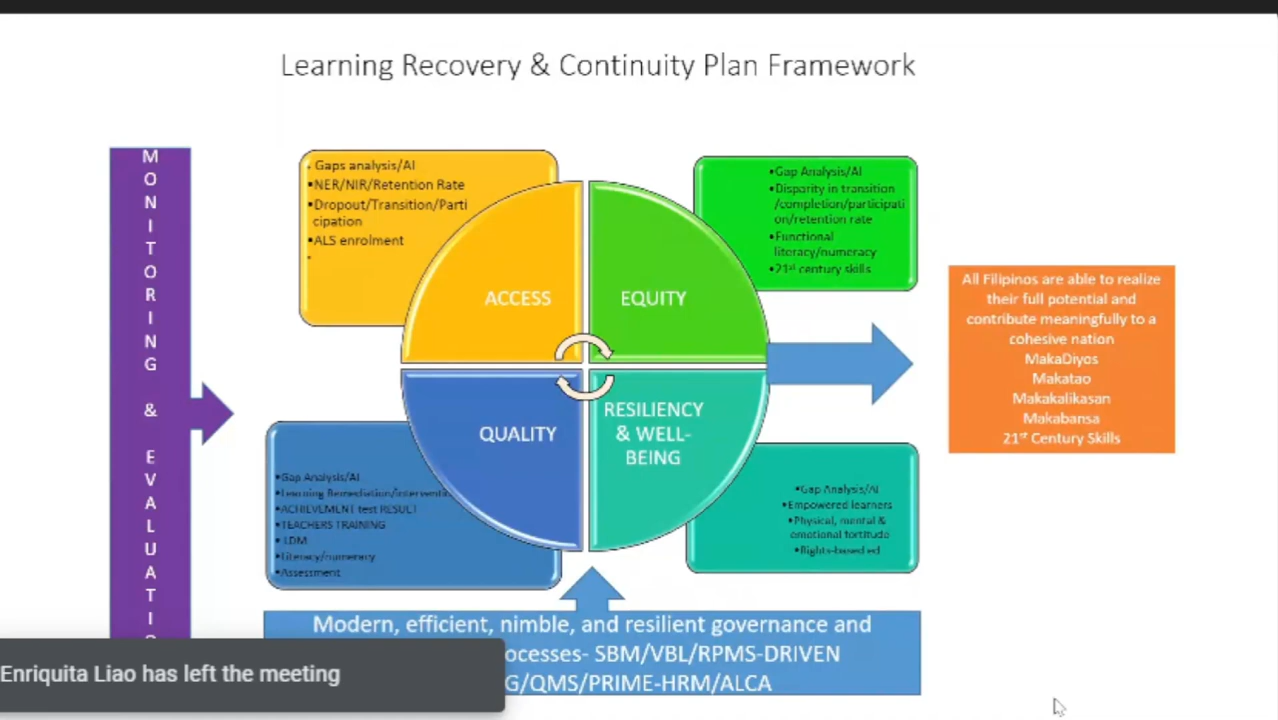 Learning Recovery & Continuity Plan Framework
M
O
N
I
T
O
R
I
N
G
&
E
V
A
L
U
A
T
I
• Gaps analysis/AI
•NER/NIR/Retention Rate
•Dropout/Transition/Parti
cipation
•ALS enrolment
•
•Gap Analysis/AI
•Disparity in transition
/completion/participati
on/retention rate
•Functional
literacy/numeracy
•21st century skills
ACCESS
EQUITY
QUALITY
RESILIENCY
& WELL-
BEING
•Gap Analysis/AI
•Learning Remediation/interventio
•ACHIEVEMENT test RESULT
•TEACHERS TRAINING
• LDM
•Literacy/numeracy
•Assessment
•Gap Analysis/AI
•Empowered learners
•Physical, mental &
emotional fortitude
•Rights-based ed
All Filipinos are able to realize
their full potential and
contribute meaningfully to a
cohesive nation
MakaDiyos
Makatao
Makakalikasan
Makabansa
21st Century Skills
Modern, efficient, nimble, and resilient governance and
ocesses- SBM/VBL/RPMS-DRIVEN
G/QMS/PRIME-HRM/ALCA
Enriquita Liao has left the meeting